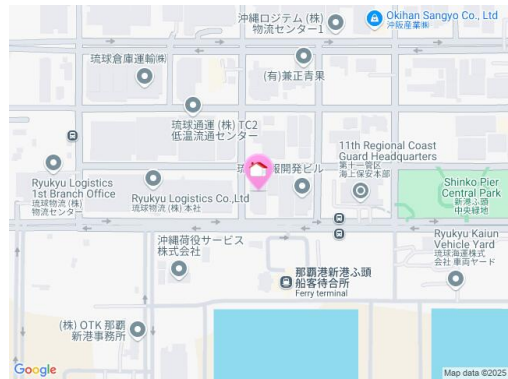 沖縄ロジテム (株)
物流センター1
Okihan Sangyo Co., Ltd
沖阪産業㈱
琉球倉庫運輸㈱
(有)兼正青果
琉球通運 (株) TC2
低温流通センター
報開発ビル
11th Regional Coast
Guard Headquarters
第十一管区
海上保安本部
Ryukyu Logistics
1st Branch Office
琉球物流 (株)
物流センター
Ryukyu Logistics Co.,Ltd
琉球物流 (株) 本社
Shinko Pier
Central Park
新港ふ頭
中央緑地
沖縄荷役サービス
株式会社
Ryukyu Kaiun
Vehicle Yard
琉球海運株式
会社 車両ヤード
那覇港新港ふ頭
船客待合所
Ferry terminal
(株) OTK 那覇
新港事務所
Google
Map data ©2025